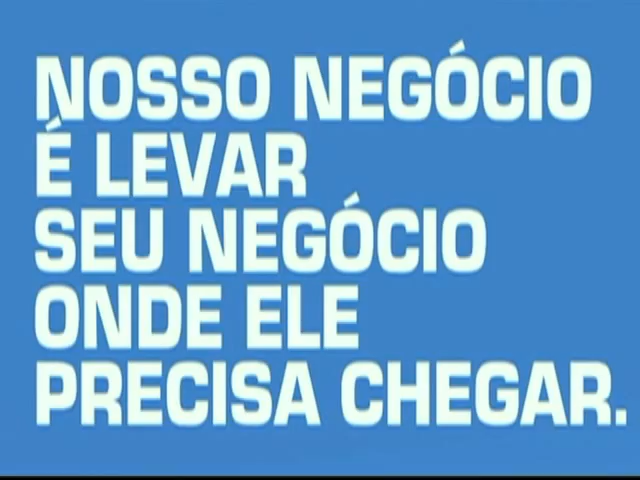 NOSSO NEGÓCIO
É LEVAR
SEU NEGÓCIO
ONDE ELE
PRECISA CHEGAR.